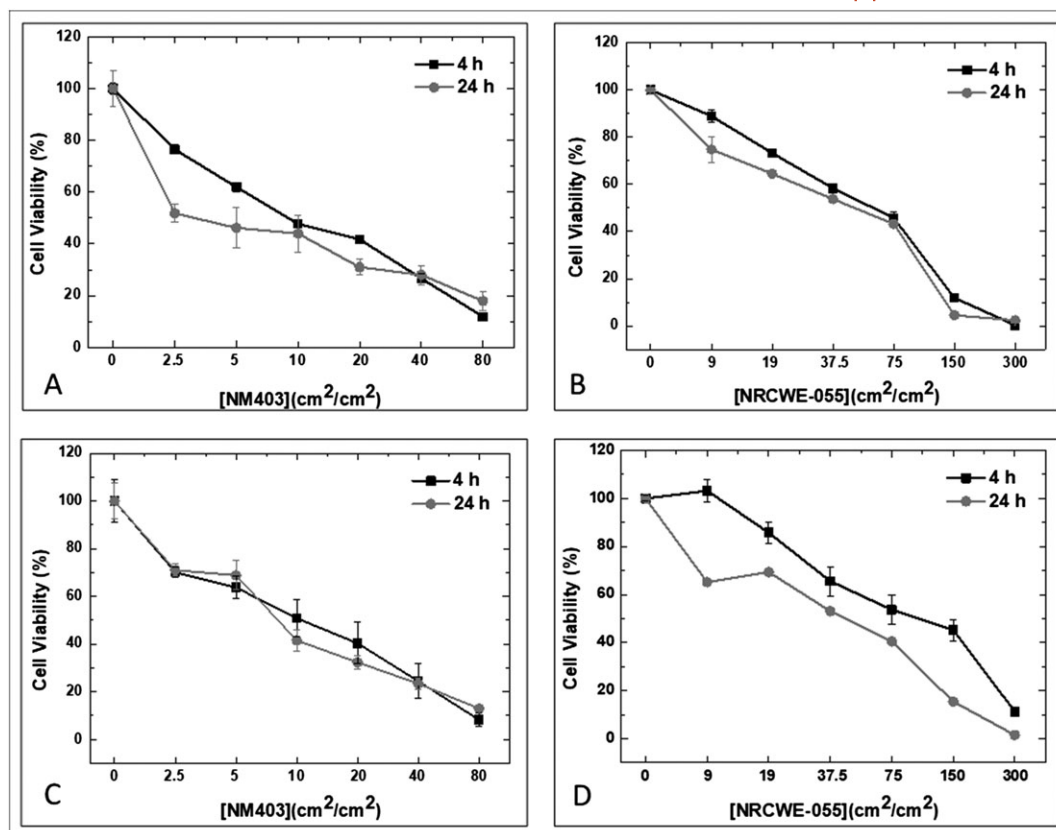 120
100
80
60
40
20
0
Cell Viability (%)
4 h
24 h
0 2.5 5 10 20 40 80
A
[NM403](cm²/cm²)
120
100
80
60
40
20
0
Cell Viability (%)
4 h
24 h
0 9 19 37.5 75 150 300
B
[NRCWE-055](cm²/cm²)
120
100
80
60
40
20
0
Cell Viability (%)
4 h
24 h
0 2.5 5 10 20 40 80
C
[NM403](cm²/cm²)
120
100
80
60
40
20
0
Cell Viability (%)
4 h
24 h
0 9 19 37.5 75 150 300
D
[NRCWE-055](cm²/cm²)